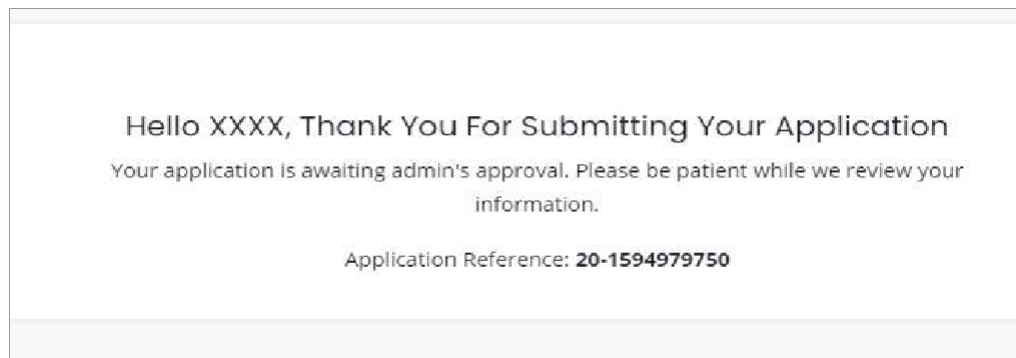 Hello XXXX, Thank You For Submitting Your Application
Your application is awaiting admin's approval. Please be patient while we review your
information.
Application Reference: 20-1594979750